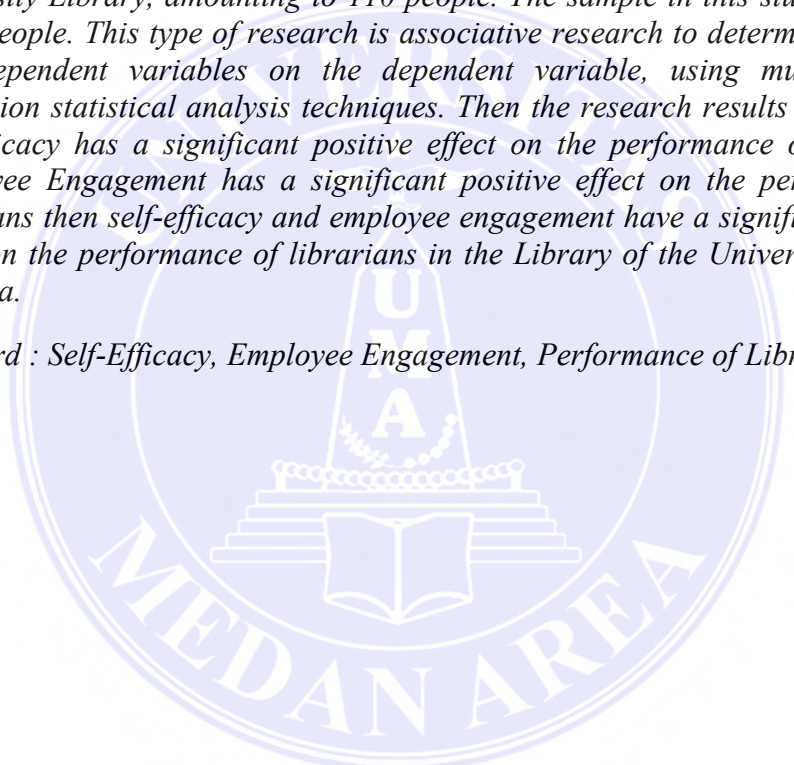 sity Library, amounting to 110 people. The sample in this stu
eople. This type of research is associative research to determ
ependent variables on the dependent variable, using mu
ion statistical analysis techniques. Then the research results
icacy has a significant positive effect on the performance o
ee Engagement has a significant positive effect on the per
ans then self-efficacy and employee engagement have a signifi
on the performance of librarians in the Library of the Univer
a.
rd : Self-Efficacy, Employee Engagement, Performance of Libr
UNIVERSITAS
U
M
A
MEDAN AREA